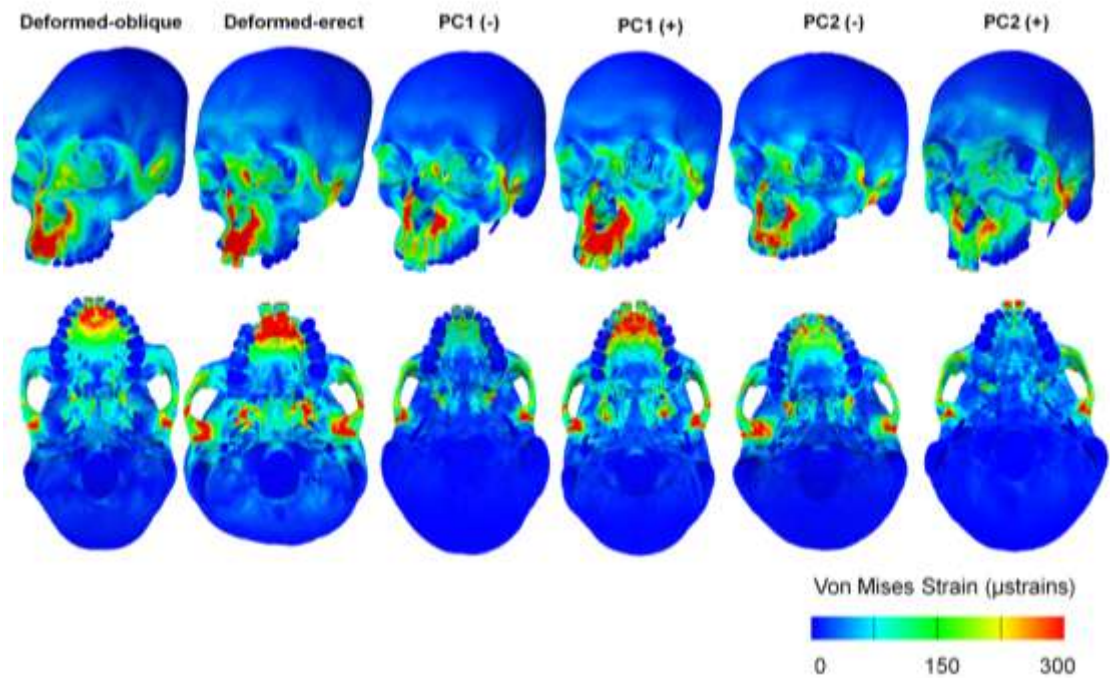 Deformed-oblique Deformed-erect PC1 (-) PC1 (+) PC2 (-) PC2 (+)
Von Mises Strain (µstrains)
0 150 300